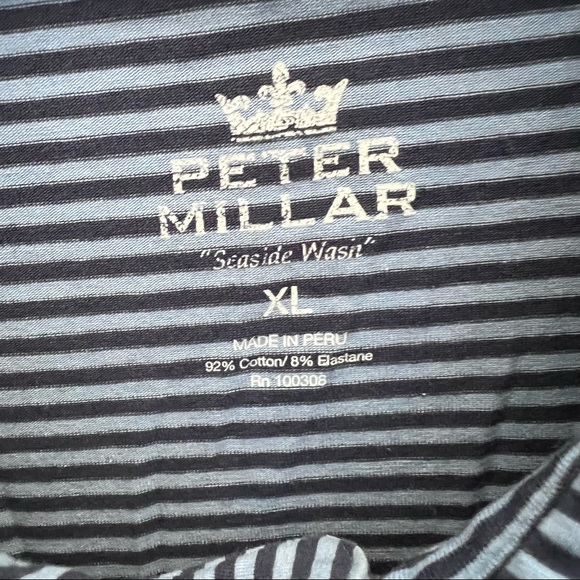 PETER
MILLAR
"Seaside Wash"
XL
MADE IN PERU
92% Cotton/ 8% Elastane
Rn 100308